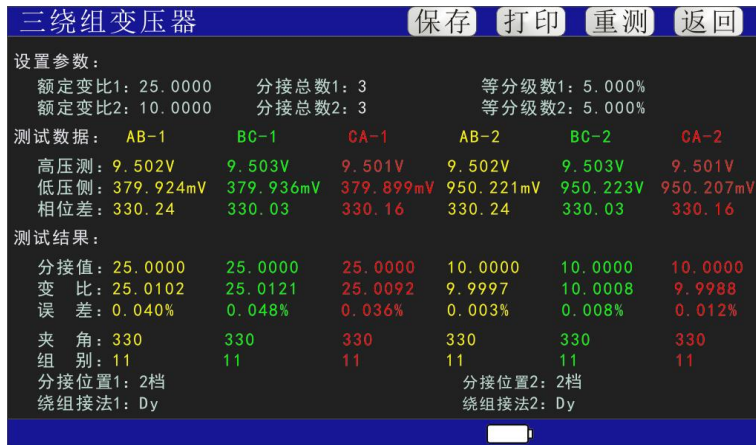 三绕组变压器 保存 打印 重测 返回
设置参数：
额定变比1：25.0000 分接总数1：3 等分级数1：5.000%
额定变比2：10.0000 分接总数2：3 等分级数2：5.000%
测试数据： AB-1 BC-1 CA-1 AB-2 BC-2 CA-2
高压测：9.502V 9.503V 9.501V 9.502V 9.503V 9.501V
低压侧：379.924mV 379.936mV 379.899mV 950.221mV 950.223V 950.207mV
相位差：330.24 330.03 330.16 330.24 330.03 330.16
测试结果：
分接值：25.0000 25.0000 25.0000 10.0000 10.0000 10.0000
变 比：25.0102 25.0121 25.0092 9.9997 10.0008 9.9988
误 差：0.040% 0.048% 0.036% 0.003% 0.008% 0.012%
夹 角：330 330 330 330 330 330
组 别：11 11 11 11 11 11
分接位置1：2档 分接位置2：2档
绕组接法1：Dy 绕组接法2：Dy